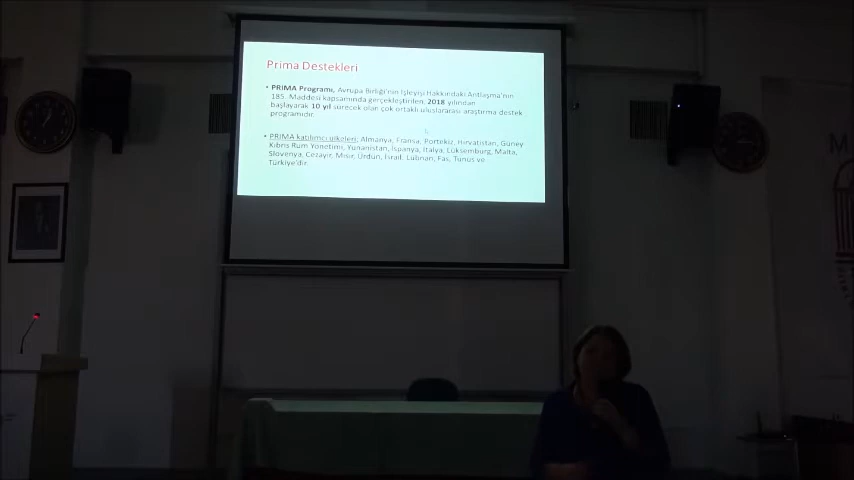 Prima Destekleri
• PRIMA Programı, Avrupa Birliği'nin İşleyişi Hakkındaki Antlaşma'nın
185. Maddesi kapsamında gerçekleştirilen, 2018 yılından
başlayarak 10 yıl sürecek olan çok ortaklı uluslararası araştırma destek
programıdır.
• PRIMA katılımcı ülkeleri; Almanya, Fransa, Portekiz, Hırvatistan, Güney
Kıbrıs Rum Yönetimi, Yunanistan, İspanya, İtalya, Lüksemburg, Malta,
Slovenya, Cezayir, Mısır, Ürdün, İsrail, Lübnan, Fas, Tunus ve
Türkiye'dir.
M